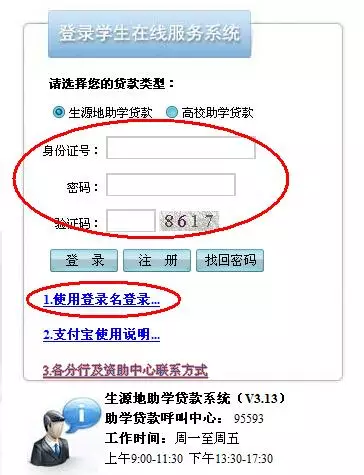 登录学生在线服务系统
请选择您的贷款类型：
生源地助学贷款 高校助学贷款
身份证号：
密码：
验证码： 8617
登 录 注 册 找回密码
1.使用登录名登录...
2.支付宝使用说明...
3.各分行及资助中心联系方式
生源地助学贷款系统（V3.13）
助学贷款呼叫中心： 95593
工作时间：周一至周五
上午9:00-11:30 下午13:30-17:30